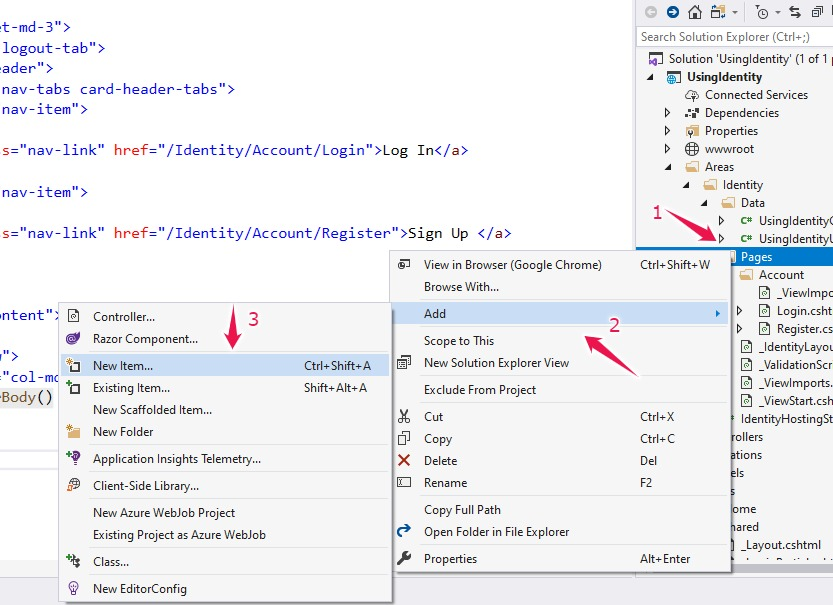 et-md-3">
logout-tab">
eader">
nav-tabs card-header-tabs">
nav-item">
ss="nav-link" href="/Identity/Account/Login">Log In</a>
nav-item">
ss="nav-link" href="/Identity/Account/Register">Sign Up </a>
ontent">
w">
="col-md
Body()
Search Solution Explorer (Ctrl+;)
Solution 'UsingIdentity' (1 of 1 p
UsingIdentity
Connected Services
Dependencies
Properties
wwwroot
Areas
Identity
Data
C# UsingIdentityC
C# UsingIdentityU
Pages
Account
_ViewImpo
Login.csht
Register.cs
_IdentityLayou
_ValidationScri
_ViewImports.
_ViewStart.csh
IdentityHostingSt
rollers
ations
els
s
ome
hared
_Layout.cshtml
1
2
3
View in Browser (Google Chrome) Ctrl+Shift+W
Browse With...
Add
Scope to This
New Solution Explorer View
Exclude From Project
Cut Ctrl+X
Copy Ctrl+C
Delete Del
Rename F2
Copy Full Path
Open Folder in File Explorer
Properties Alt+Enter
Controller...
Razor Component...
New Item... Ctrl+Shift+A
Existing Item... Shift+Alt+A
New Scaffolded Item...
New Folder
Application Insights Telemetry...
Client-Side Library...
New Azure WebJob Project
Existing Project as Azure WebJob
Class...
New EditorConfig